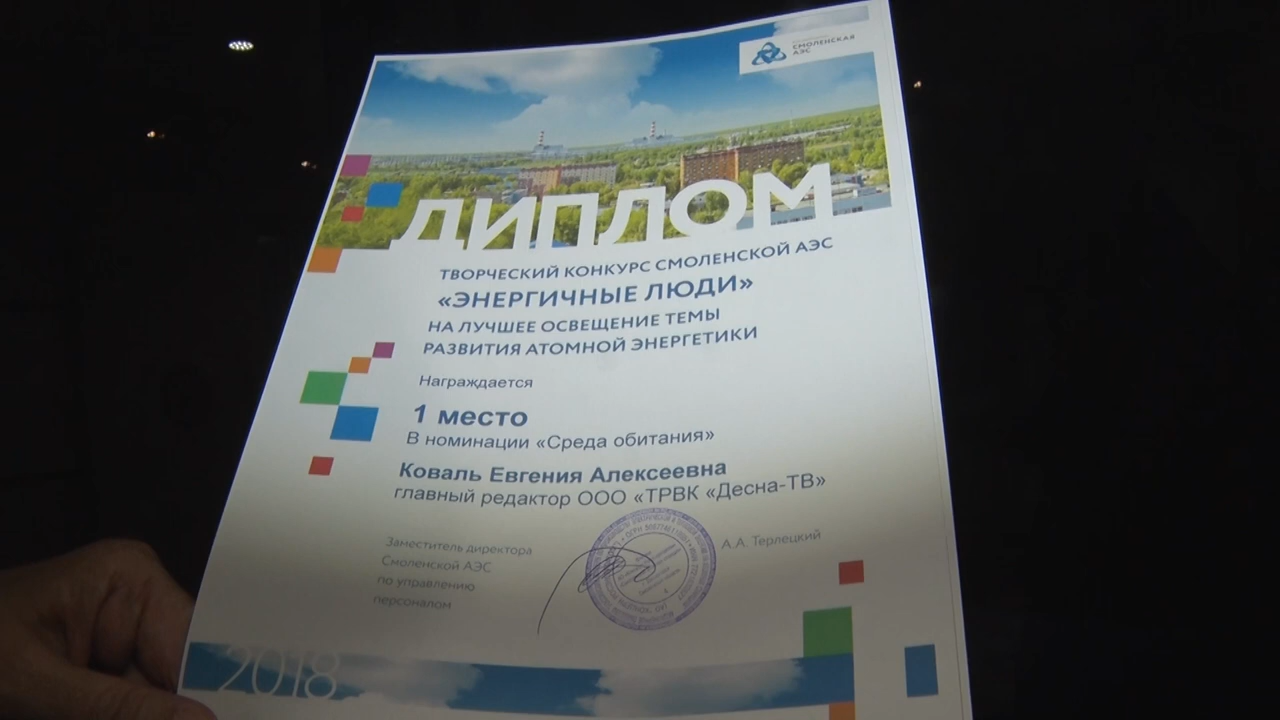 СМОЛЕНСКАЯ
АЭС
ДИПЛОМ
ТВОРЧЕСКИЙ КОНКУРС СМОЛЕНСКОЙ АЭС
«ЭНЕРГИЧНЫЕ ЛЮДИ»
НА ЛУЧШЕЕ ОСВЕЩЕНИЕ ТЕМЫ
РАЗВИТИЯ АТОМНОЙ ЭНЕРГЕТИКИ
Награждается
1 место
В номинации «Среда обитания»
Коваль Евгения Алексеевна
главный редактор ООО «ТРВК «Десна-ТВ»
Заместитель директора
Смоленской АЭС
по управлению
персоналом
А.А. Терлецкий
2018